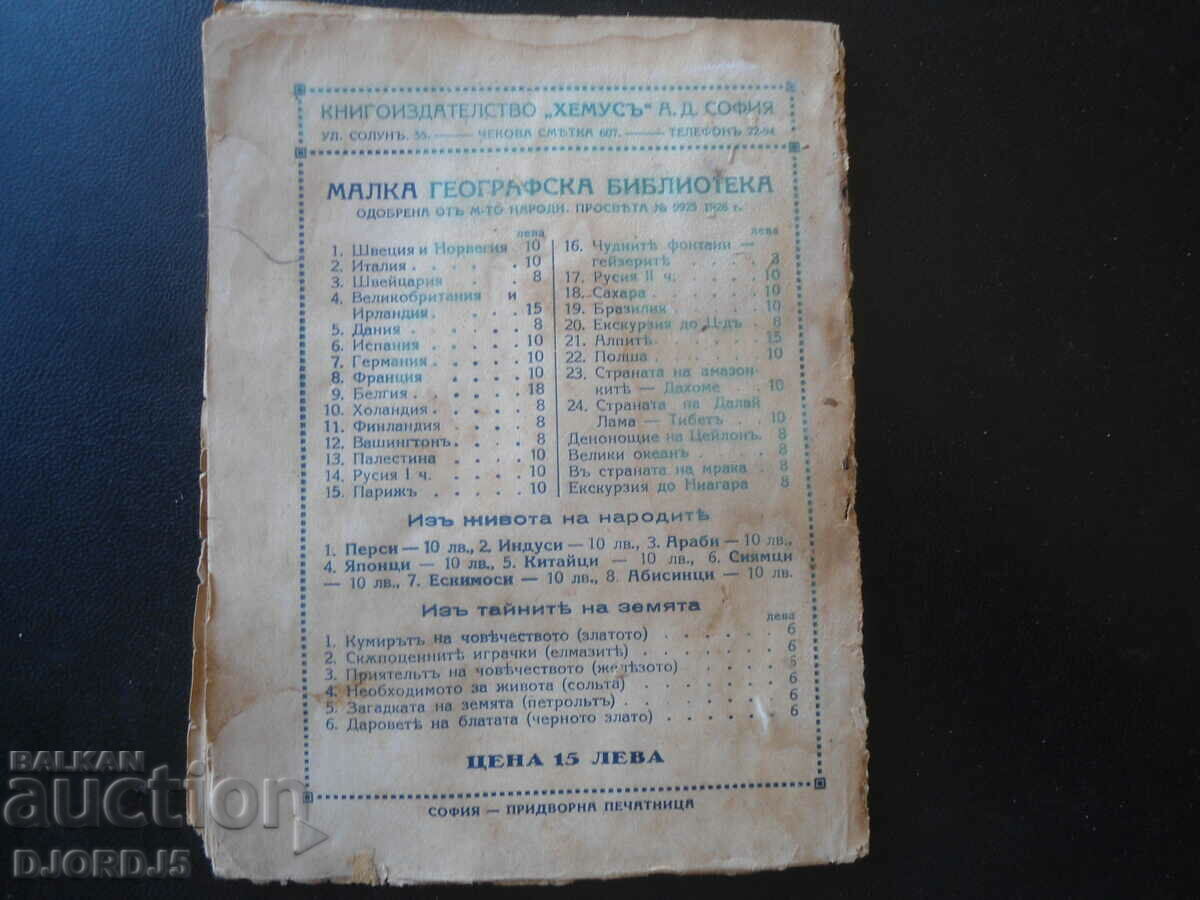 КНИГОИЗДАТЕЛСТВО „ХЕМУСЪ“ А. Д. СОФИЯ
УЛ. СОЛУНЪ, 55. —— ЧЕКОВА СМѢТКА 607. —— ТЕЛЕФОНЪ 22-94
МАЛКА ГЕОГРАФСКА БИБЛИОТЕКА
ОДОБРЕНА ОТЪ М-ТО НАРОДН. ПРОСВѢТА № 5925 1926 г.
лева
1. Швеция и Норвегия 10
2. Италия . . . . . 10
3. Швейцария . . . 8
4. Великобритания и
Ирландия . . . . 15
5. Дания . . . . . 8
6. Испания . . . . . 10
7. Германия . . . . 10
8. Франция . . . . 10
9. Белгия . . . . . 18
10. Холандия . . . . 8
11. Финландия . . . 8
12. Вашингтонъ . . . 8
13. Палестина . . . . 10
14. Русия I ч. . . . . 10
15. Парижъ . . . . . 10
лева
16. Чуднитѣ фонтани —
гейзеритѣ . . . . 8
17. Русия II ч. . . . . 10
18. Сахара . . . . . 10
19. Бразилия . . . . 10
20. Екскурзия до Ц-дъ . 8
21. Алпитѣ . . . . . 15
22. Полша . . . . . 10
23. Страната на амазон-
китѣ — Дахоме . . 10
24. Страната на Далай
Лама — Тибетъ . . 10
Денонощие на Цейлонъ. 8
Велики океанъ . . . 8
Въ страната на мрака . 8
Екскурзия до Ниагара 8
Изъ живота на народитѣ
1. Перси — 10 лв., 2. Индуси — 10 лв., 3. Араби — 10 лв.,
4. Японци — 10 лв., 5. Китайци — 10 лв., 6. Сиямци
— 10 лв., 7. Ескимоси — 10 лв., 8. Абисинци — 10 лв.
Изъ тайнитѣ на земята
лева
1. Кумирътъ на човѣчеството (златото) . . . . . . 6
2. Скѫпоценнитѣ играчки (елмазитѣ) . . . . . . 6
3. Приятельтъ на човѣчеството (желѣзото) . . . . 6
4. Необходимото за живота (сольта) . . . . . . . 6
5. Загадката на земята (петрольтъ) . . . . . . . 6
6. Дароветѣ на блатата (черното злато) . . . . . . 6
ЦЕНА 15 ЛЕВА
СОФИЯ — ПРИДВОРНА ПЕЧАТНИЦА
BALKAN
auction
DJORDJ5